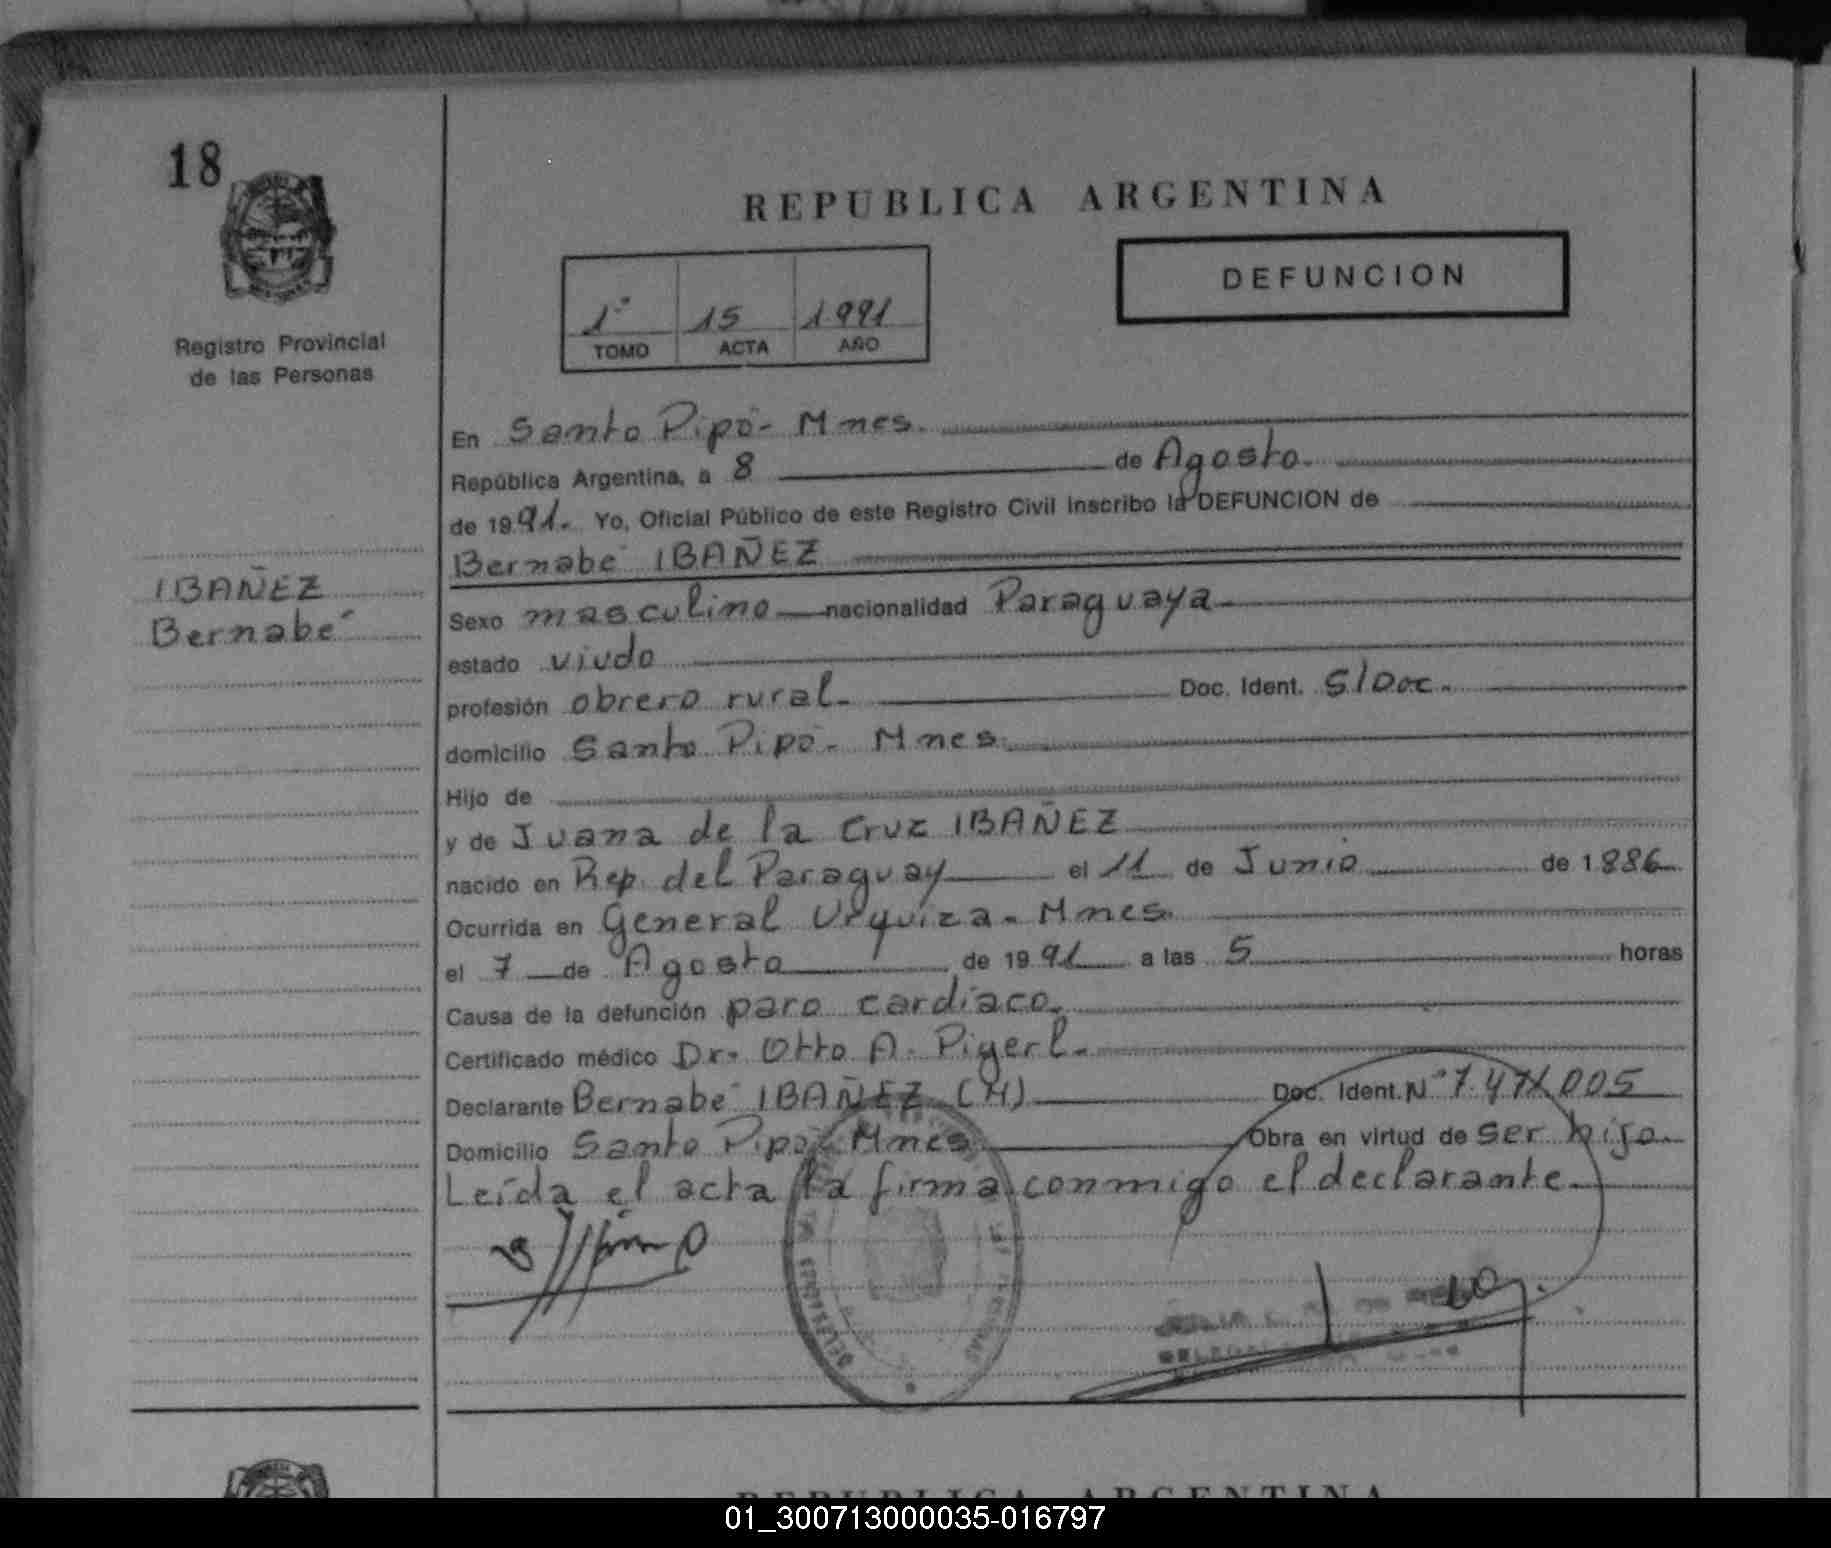 18
REPUBLICA ARGENTINA
1º 15 1991
TOMO ACTA AÑO
DEFUNCION
Registro Provincial
de las Personas
IBAÑEZ
Bernabé
En Santo Pipó- Mnes.
República Argentina, a 8 de Agosto.
de 1991. Yo, Oficial Público de este Registro Civil inscribo la DEFUNCION de
Bernabé IBAÑEZ
Sexo masculino nacionalidad Paraguaya
estado viudo
profesión obrero rural. Doc. Ident. S/Doc.
domicilio Santo Pipó- Mnes.
Hijo de
y de Juana de la Cruz IBAÑEZ
nacido en Rep. del Paraguay el 11 de Junio de 1886
Ocurrida en General Urquiza- Mnes.
el 7 de Agosto de 1991 a las 5 horas
Causa de la defunción paro cardíaco.
Certificado médico Dr. Otto A. Pigerl.
Declarante Bernabé IBAÑEZ (H) Doc. Ident. Nº
Domicilio Santo Pipó- Mnes Obra en virtud de ser hijo.
Leída el acta la firma conmigo el declarante.
REPUBLICA ARGENTINA
01_300713000035-016797